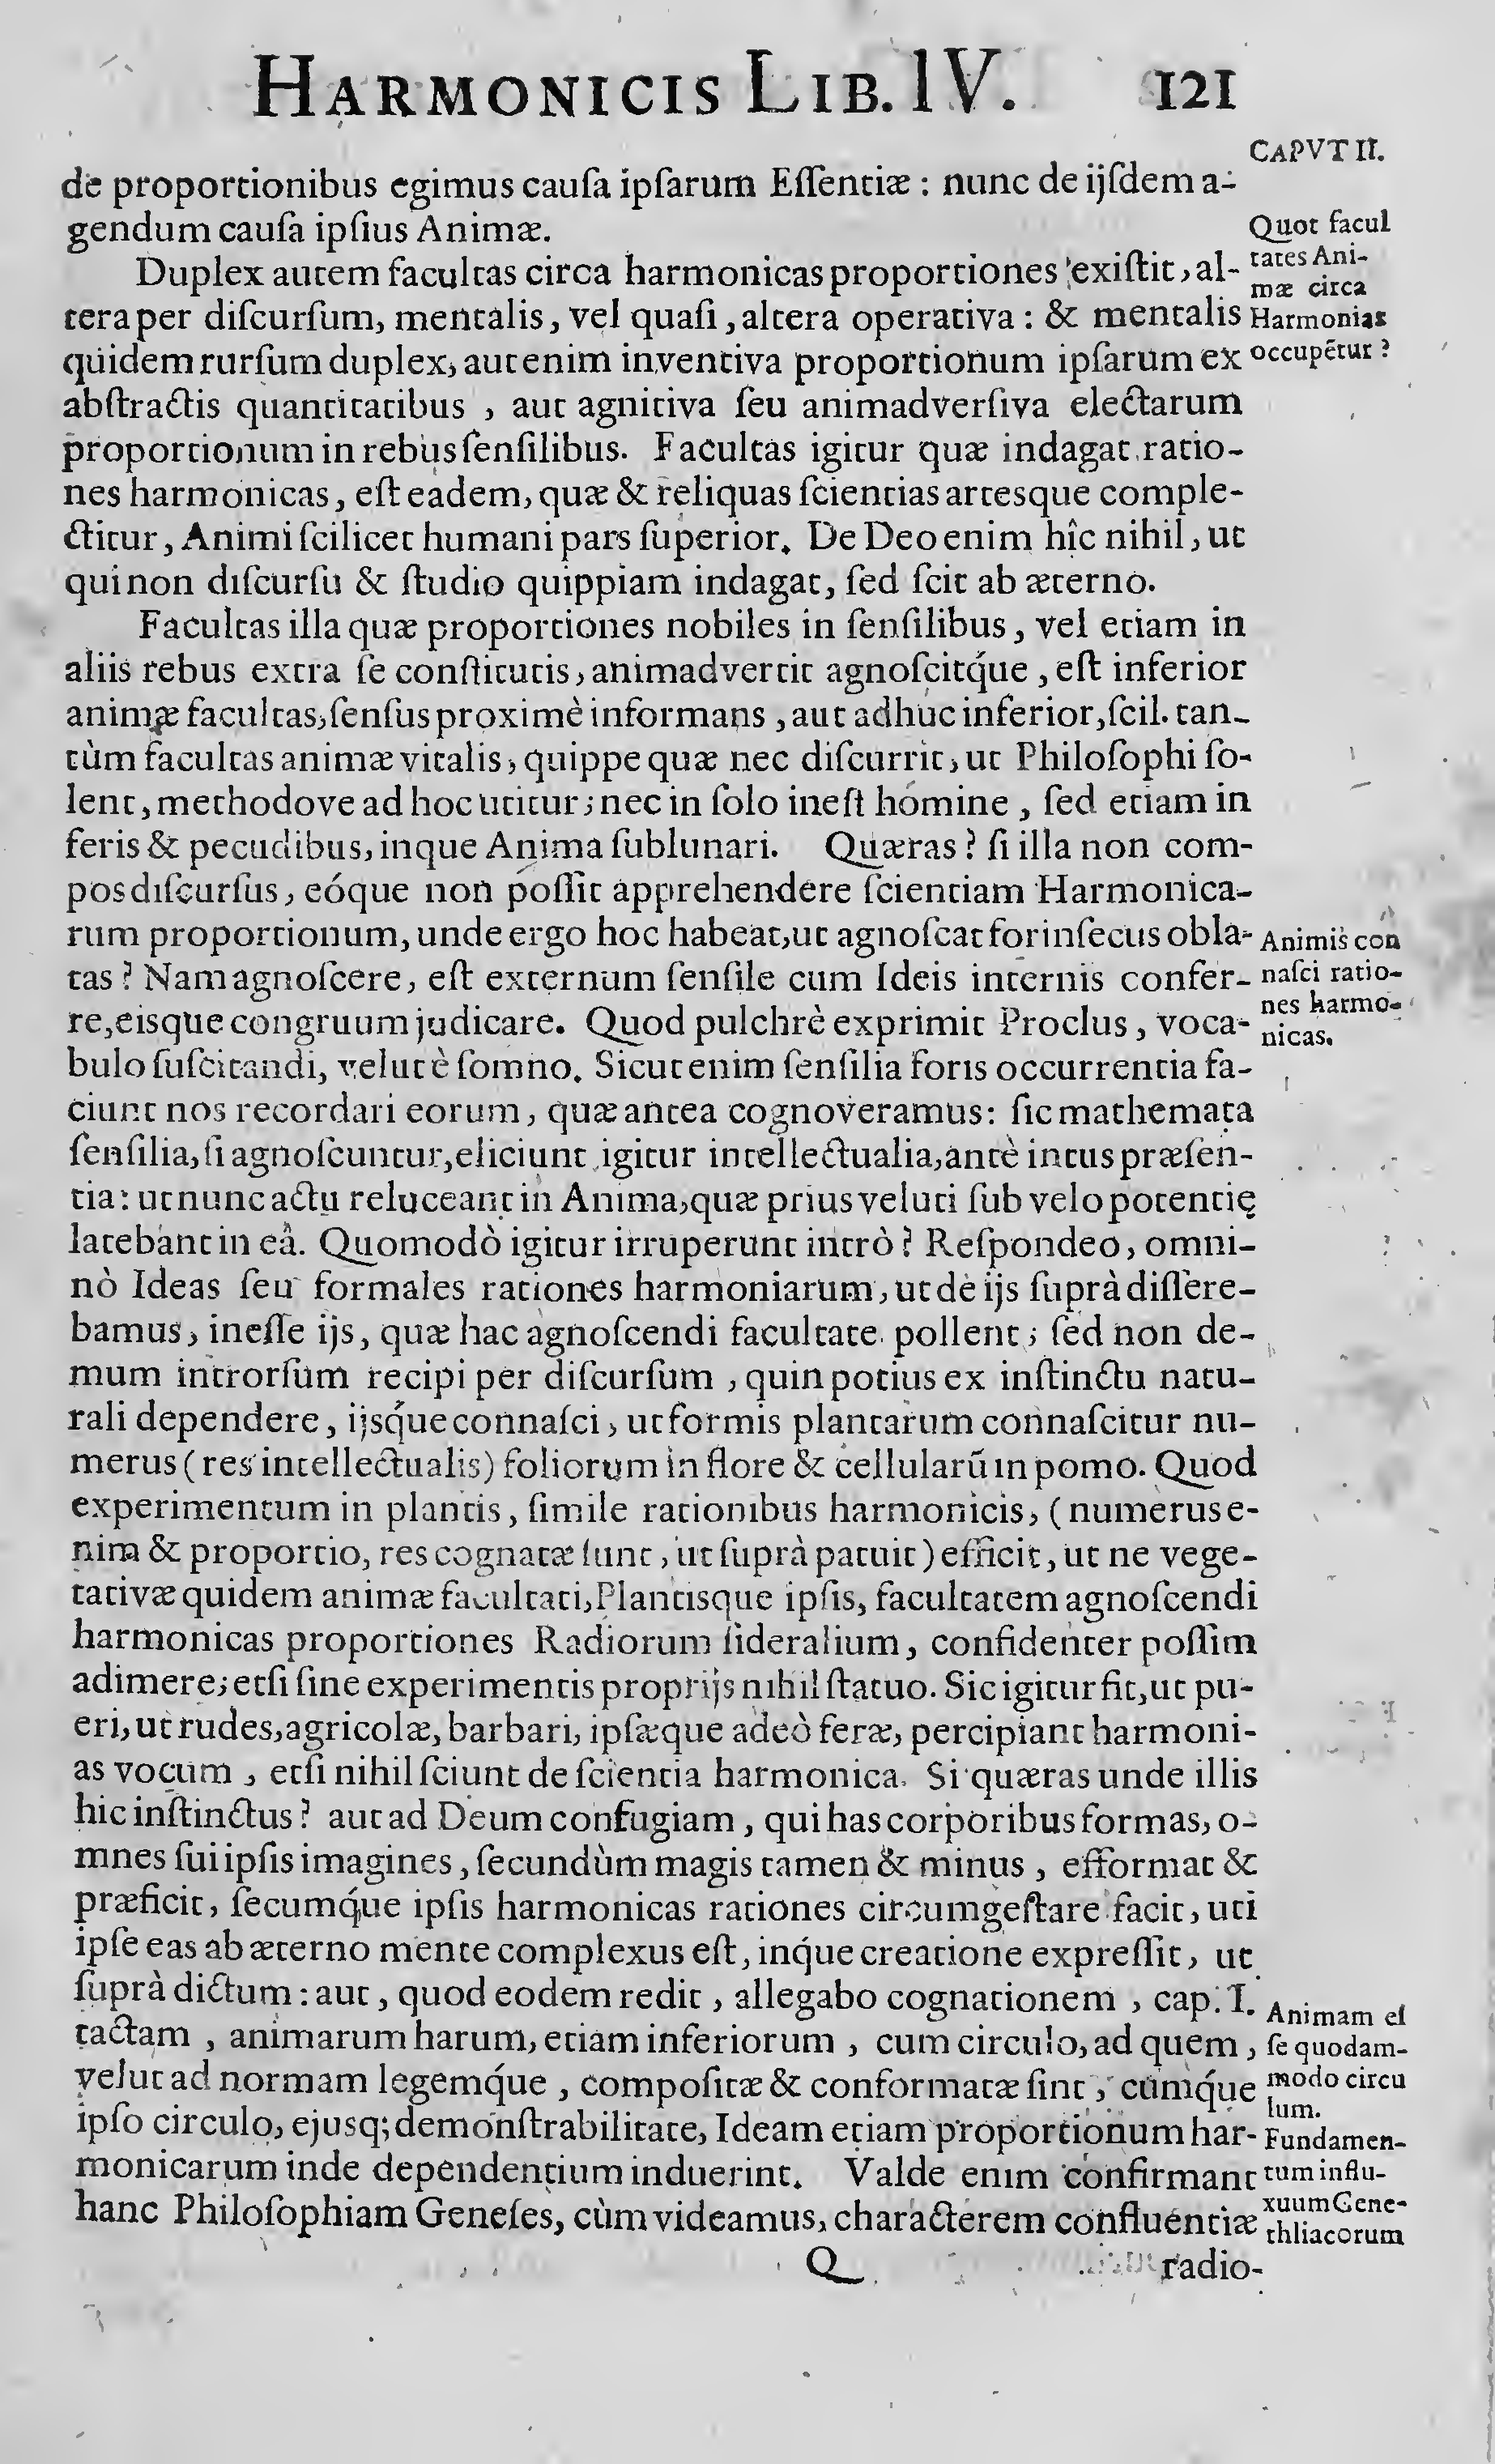 HARMONICIS LIB. IV. 121
CAPVT II.
de proportionibus egimus cauſa ipſarum Eſſentiæ : nunc de ijſdem a-
gendum cauſa ipſius Animæ.
Quot facul
tates Ani-
mæ circa
Harmonias
occupētur ?
Duplex autem facultas circa harmonicas proportiones exiſtit, al-
tera per diſcurſum, mentalis, vel quaſi, altera operativa : & mentalis
quidem rurſum duplex, aut enim inventiva proportionum ipſarum ex
abſtractis quantitatibus , aut agnitiva ſeu animadverſiva electarum
proportionum in rebus ſenſilibus. Facultas igitur quæ indagat ratio-
nes harmonicas, eſt eadem, quæ & reliquas ſcientias artesque comple-
ctitur, Animi ſcilicet humani pars ſuperior. De Deo enim hîc nihil, ut
qui non diſcurſu & ſtudio quippiam indagat, ſed ſcit ab æterno.
Facultas illa quæ proportiones nobiles in ſenſilibus, vel etiam in
aliis rebus extra ſe conſtitutis, animadvertit agnoſcitq́ue, eſt inferior
animæ facultas, ſenſus proximè informans, aut adhuc inferior, ſcil. tan-
tùm facultas animæ vitalis, quippe quæ nec diſcurrit, ut Philoſophi ſo-
lent, methodove ad hoc utitur; nec in ſolo ineſt homine, ſed etiam in
feris & pecudibus, inque Anima ſublunari. Quæras ? ſi illa non com-
pos diſcurſus, eóque non poſſit apprehendere ſcientiam Harmonica-
rum proportionum, unde ergo hoc habeat, ut agnoſcat forinſecus obla-
tas ? Nam agnoſcere, eſt externum ſenſile cum Ideis internis confer-
re, eisque congruum judicare. Quod pulchrè exprimit Proclus, voca-
bulo ſuſcitandi, velut è ſomno. Sicut enim ſenſilia foris occurrentia fa-
Animis con
naſci ratio-
nes harmo-
nicas.
ciunt nos recordari eorum, quæ antea cognoveramus: ſic mathemata
ſenſilia, ſi agnoſcuntur, eliciunt igitur intellectualia, antè intus præſen-
tia: ut nunc actu reluceant in Anima, quæ prius veluti ſub velo potentię
latebant in eâ. Quomodò igitur irruperunt intrò ? Reſpondeo, omni-
nò Ideas ſeu formales rationes harmoniarum, ut de ijs ſuprà diſſere-
bamus, ineſſe ijs, quæ hac agnoſcendi facultate pollent; ſed non de-
mum introrſum recipi per diſcurſum, quin potius ex inſtinctu natu-
rali dependere, ijsq́ue connaſci, ut formis plantarum connaſcitur nu-
merus (res intellectualis) foliorum in flore & cellularū in pomo. Quod
experimentum in plantis, ſimile rationibus harmonicis, (numerus e-
nim & proportio, res cognatæ ſunt, ut ſuprà patuit) efficit, ut ne vege-
tativæ quidem animæ facultati, Plantisque ipſis, facultatem agnoſcendi
harmonicas proportiones Radiorum ſideralium, confidenter poſſim
adimere; etſi ſine experimentis proprijs nihil ſtatuo. Sic igitur fit, ut pu-
eri, ut rudes, agricolæ, barbari, ipſæque adeò feræ, percipiant harmoni-
as vocum, etſi nihil ſciunt de ſcientia harmonica. Si quæras unde illis
hic inſtinctus ? aut ad Deum confugiam, qui has corporibus formas, o-
mnes ſui ipſis imagines, ſecundùm magis tamen & minus, efformat &
præficit, ſecumq́ue ipſis harmonicas rationes circumgeſtare facit, uti
ipſe eas ab æterno mente complexus eſt, inq́ue creatione expreſſit, ut
ſuprà dictum : aut, quod eodem redit, allegabo cognationem, cap. I.
tactam, animarum harum, etiam inferiorum, cum circulo, ad quem,
velut ad normam legemq́ue, compoſitæ & conformatæ ſint, cumq́ue
ipſo circulo, ejusq; demonſtrabilitate, Ideam etiam proportionum har-
monicarum inde dependentium induerint. Valde enim confirmant
hanc Philoſophiam Geneſes, cùm videamus, charactérem confluentiæ
Animam eſ
ſe quodam-
modo circu
lum.
Fundamen-
tum influ-
xuum Gene-
thliacorum
Q radio-